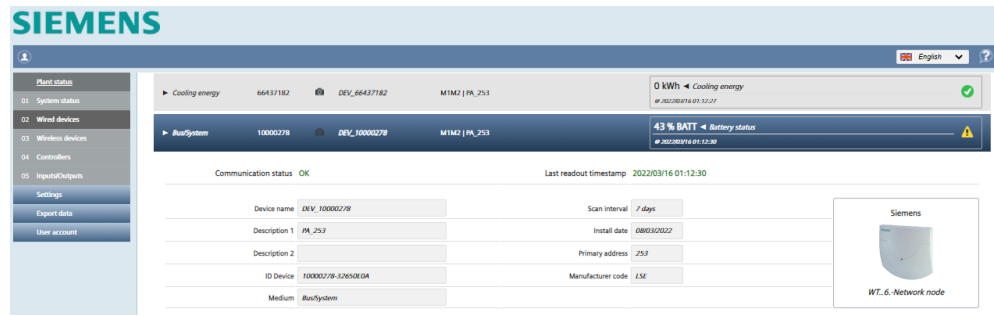 SIEMENS
English
Plant status
01 System status
02 Wired devices
03 Wireless devices
04 Controllers
05 Inputs/Outputs
Settings
Export data
User account
Cooling energy 66437182 DEV_66437182 M1M2 | PA_253 0 kWh ◄ Cooling energy
@ 2022/03/16 01:12:27
Bus/System 10000278 DEV_10000278 M1M2 | PA_253 43 % BATT ◄ Battery status
@ 2022/03/16 01:12:30
Communication status OK Last readout timestamp 2022/03/16 01:12:30
Device name DEV_10000278 Scan interval 7 days
Description 1 PA_253 Install date 08/03/2022
Description 2 Primary address 253
ID Device 10000278-32650E0A Manufacturer code LSE
Medium Bus/System
Siemens
WT..6.-Network node